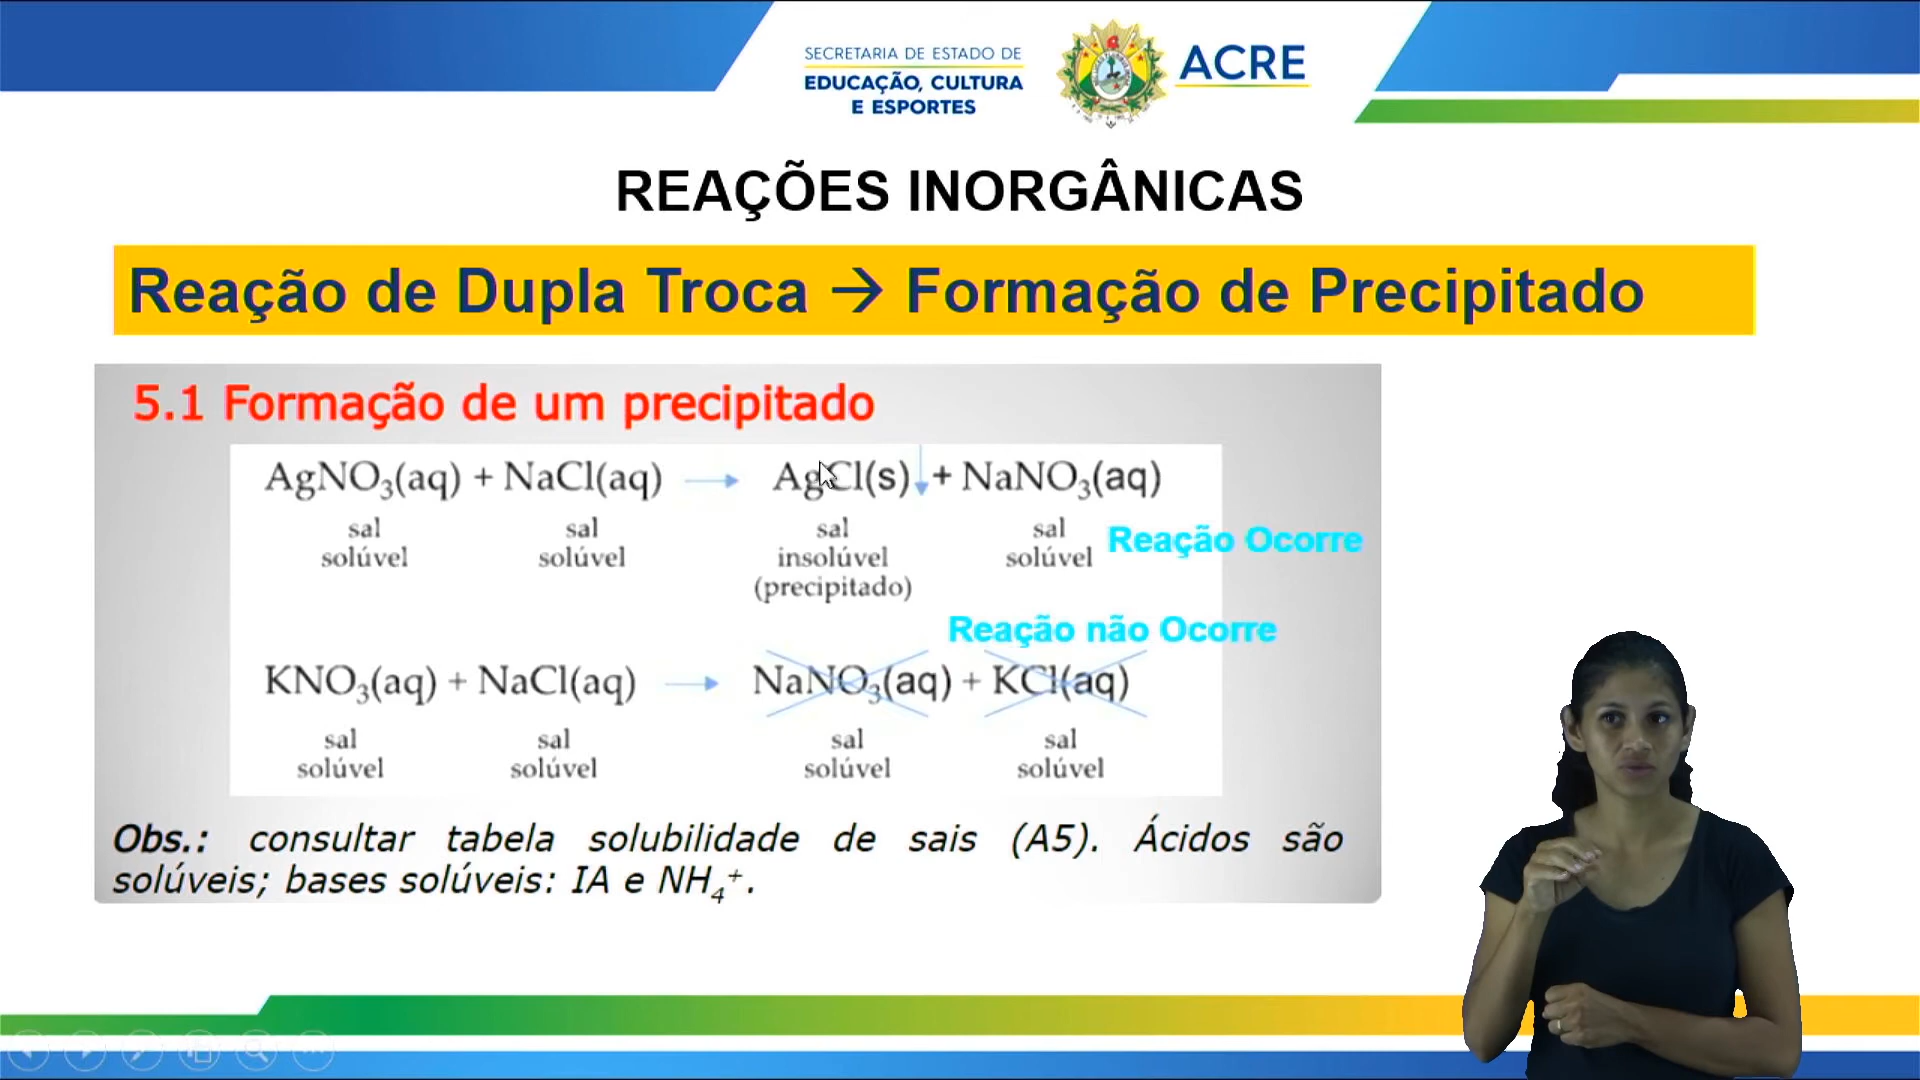 SECRETARIA DE ESTADO DE
EDUCAÇÃO, CULTURA
E ESPORTES
ACRE
REAÇÕES INORGÂNICAS
Reação de Dupla Troca → Formação de Precipitado
5.1 Formação de um precipitado
AgNO₃(aq) + NaCl(aq) → AgCl(s)↓ + NaNO₃(aq)
sal sal sal sal
solúvel solúvel insolúvel solúvel
(precipitado)
Reação Ocorre
Reação não Ocorre
KNO₃(aq) + NaCl(aq) → NaNO₃(aq) + KCl(aq)
sal sal sal sal
solúvel solúvel solúvel solúvel
Obs.: consultar tabela solubilidade de sais (A5). Ácidos são
solúveis; bases solúveis: IA e NH₄⁺.